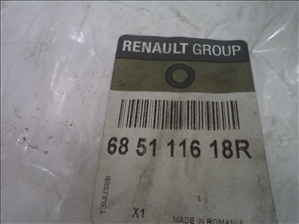 RENAULT GROUP
68 51 116 18R
X1
MADE IN ROMANIA